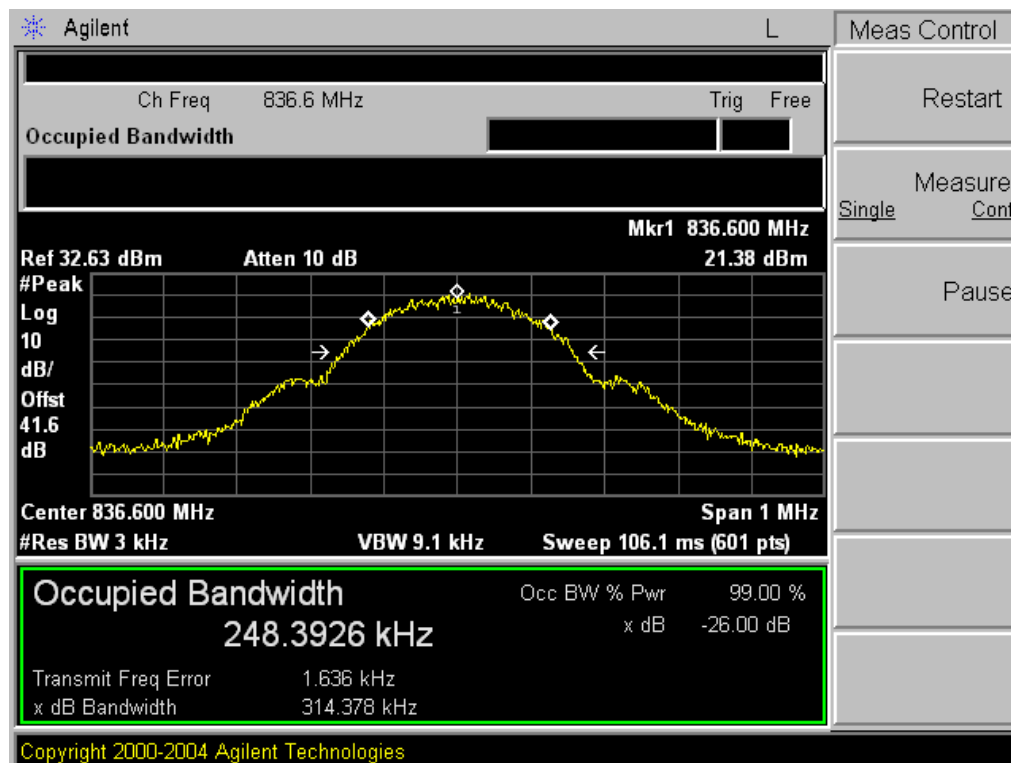 Agilent L Meas Control
Ch Freq 836.6 MHz Trig Free
Occupied Bandwidth
Restart
Measure
Single Cont
Mkr1 836.600 MHz
Ref 32.63 dBm Atten 10 dB 21.38 dBm
#Peak
Log
10
dB/
Offst
41.6
dB
1
Pause
Center 836.600 MHz Span 1 MHz
#Res BW 3 kHz VBW 9.1 kHz Sweep 106.1 ms (601 pts)
Occupied Bandwidth Occ BW % Pwr 99.00 %
248.3926 kHz x dB -26.00 dB
Transmit Freq Error 1.636 kHz
x dB Bandwidth 314.378 kHz
Copyright 2000-2004 Agilent Technologies